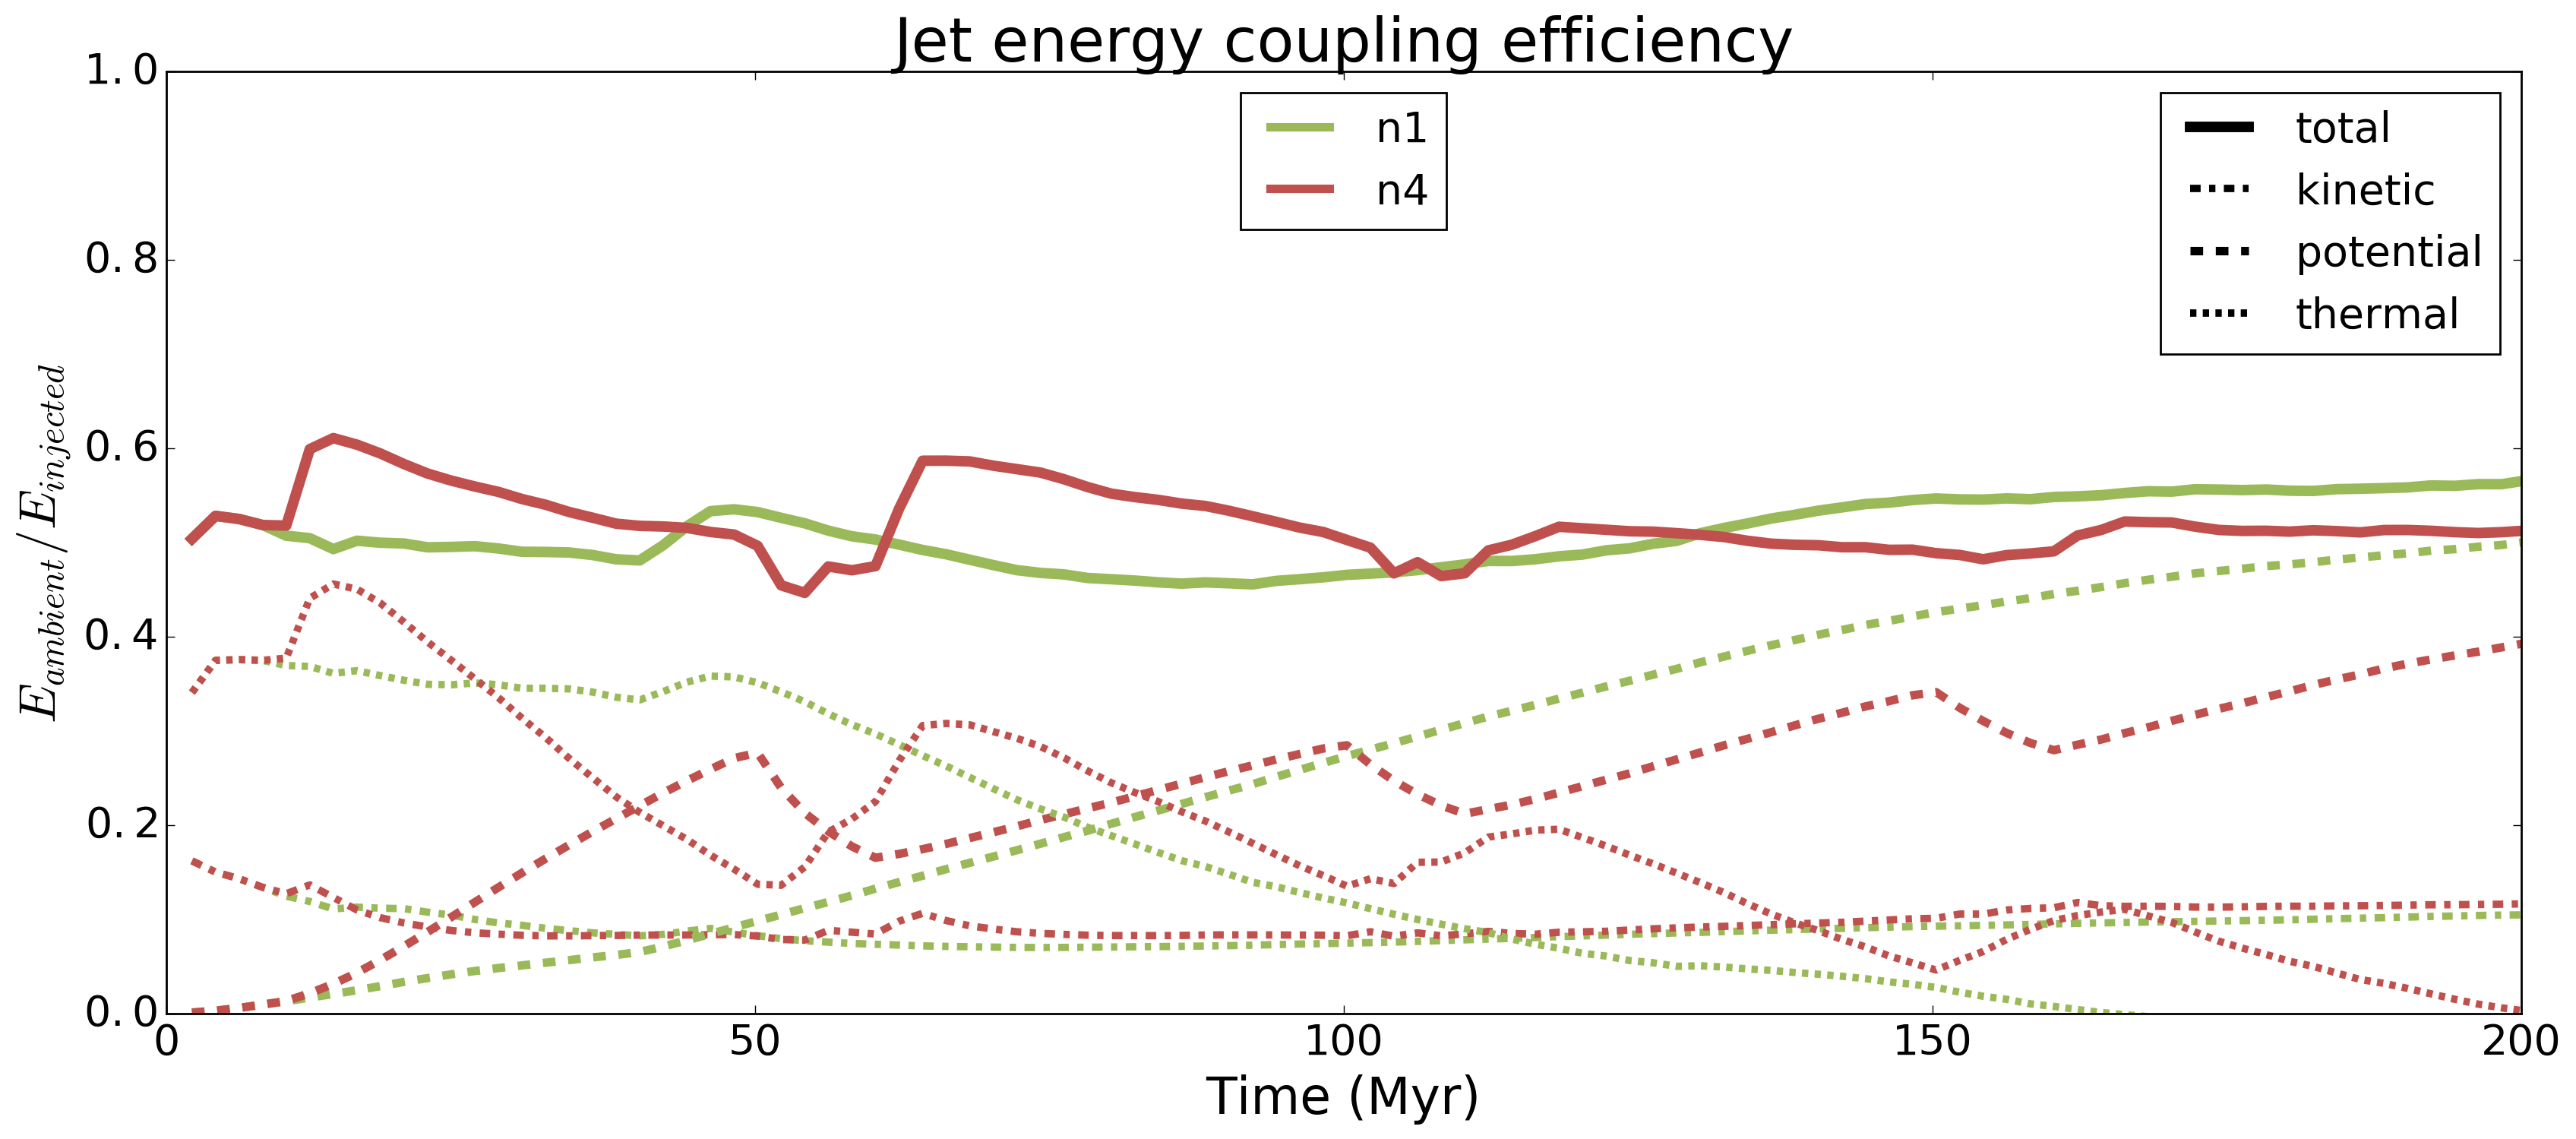 Jet energy coupling efficiency
1.0
0.8
0.6
0.4
0.2
0.0
E_ambient/E_injected
n1
n4
total
kinetic
potential
thermal
0 50 100 150 200
Time (Myr)